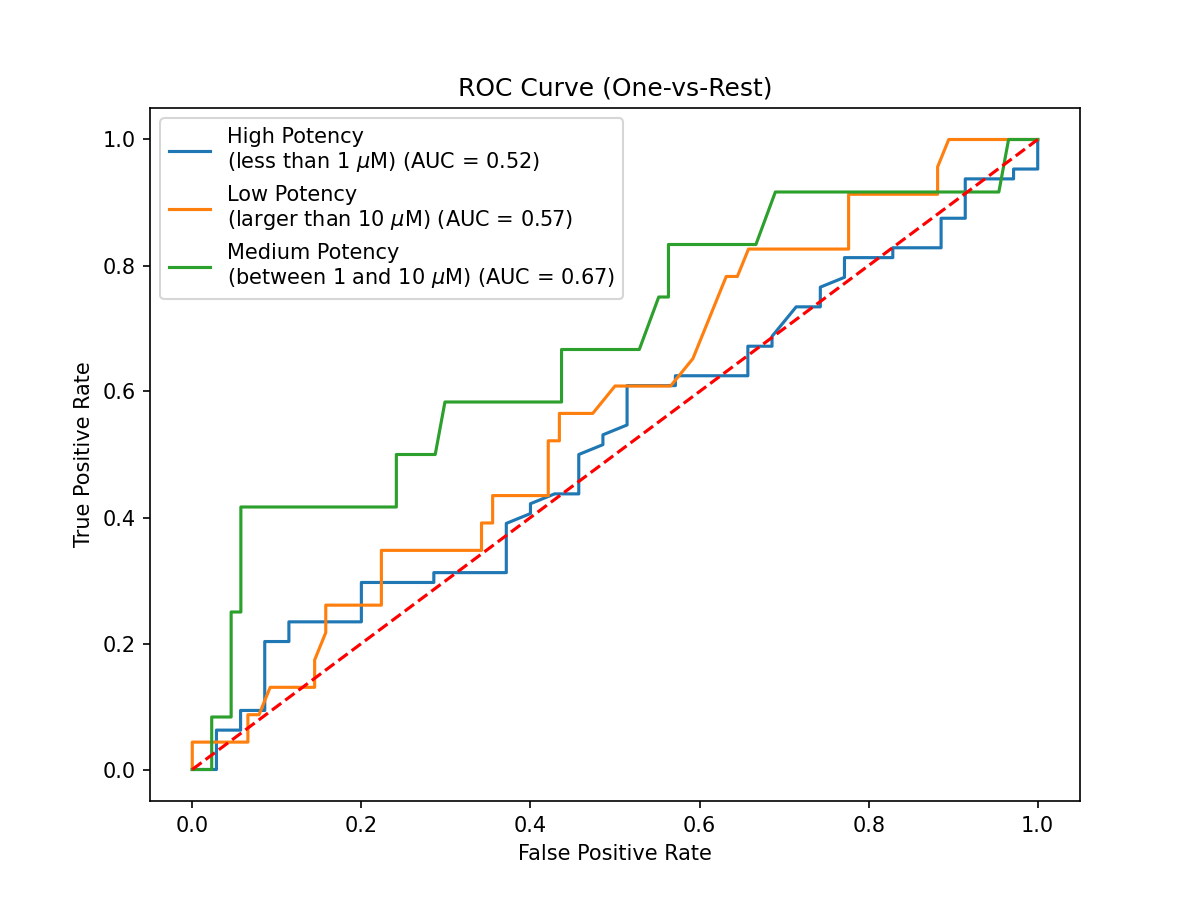 ROC Curve (One-vs-Rest)
High Potency
(less than 1 μM) (AUC = 0.52)
Low Potency
(larger than 10 μM) (AUC = 0.57)
Medium Potency
(between 1 and 10 μM) (AUC = 0.67)
True Positive Rate
1.0
0.8
0.6
0.4
0.2
0.0
0.0 0.2 0.4 0.6 0.8 1.0
False Positive Rate